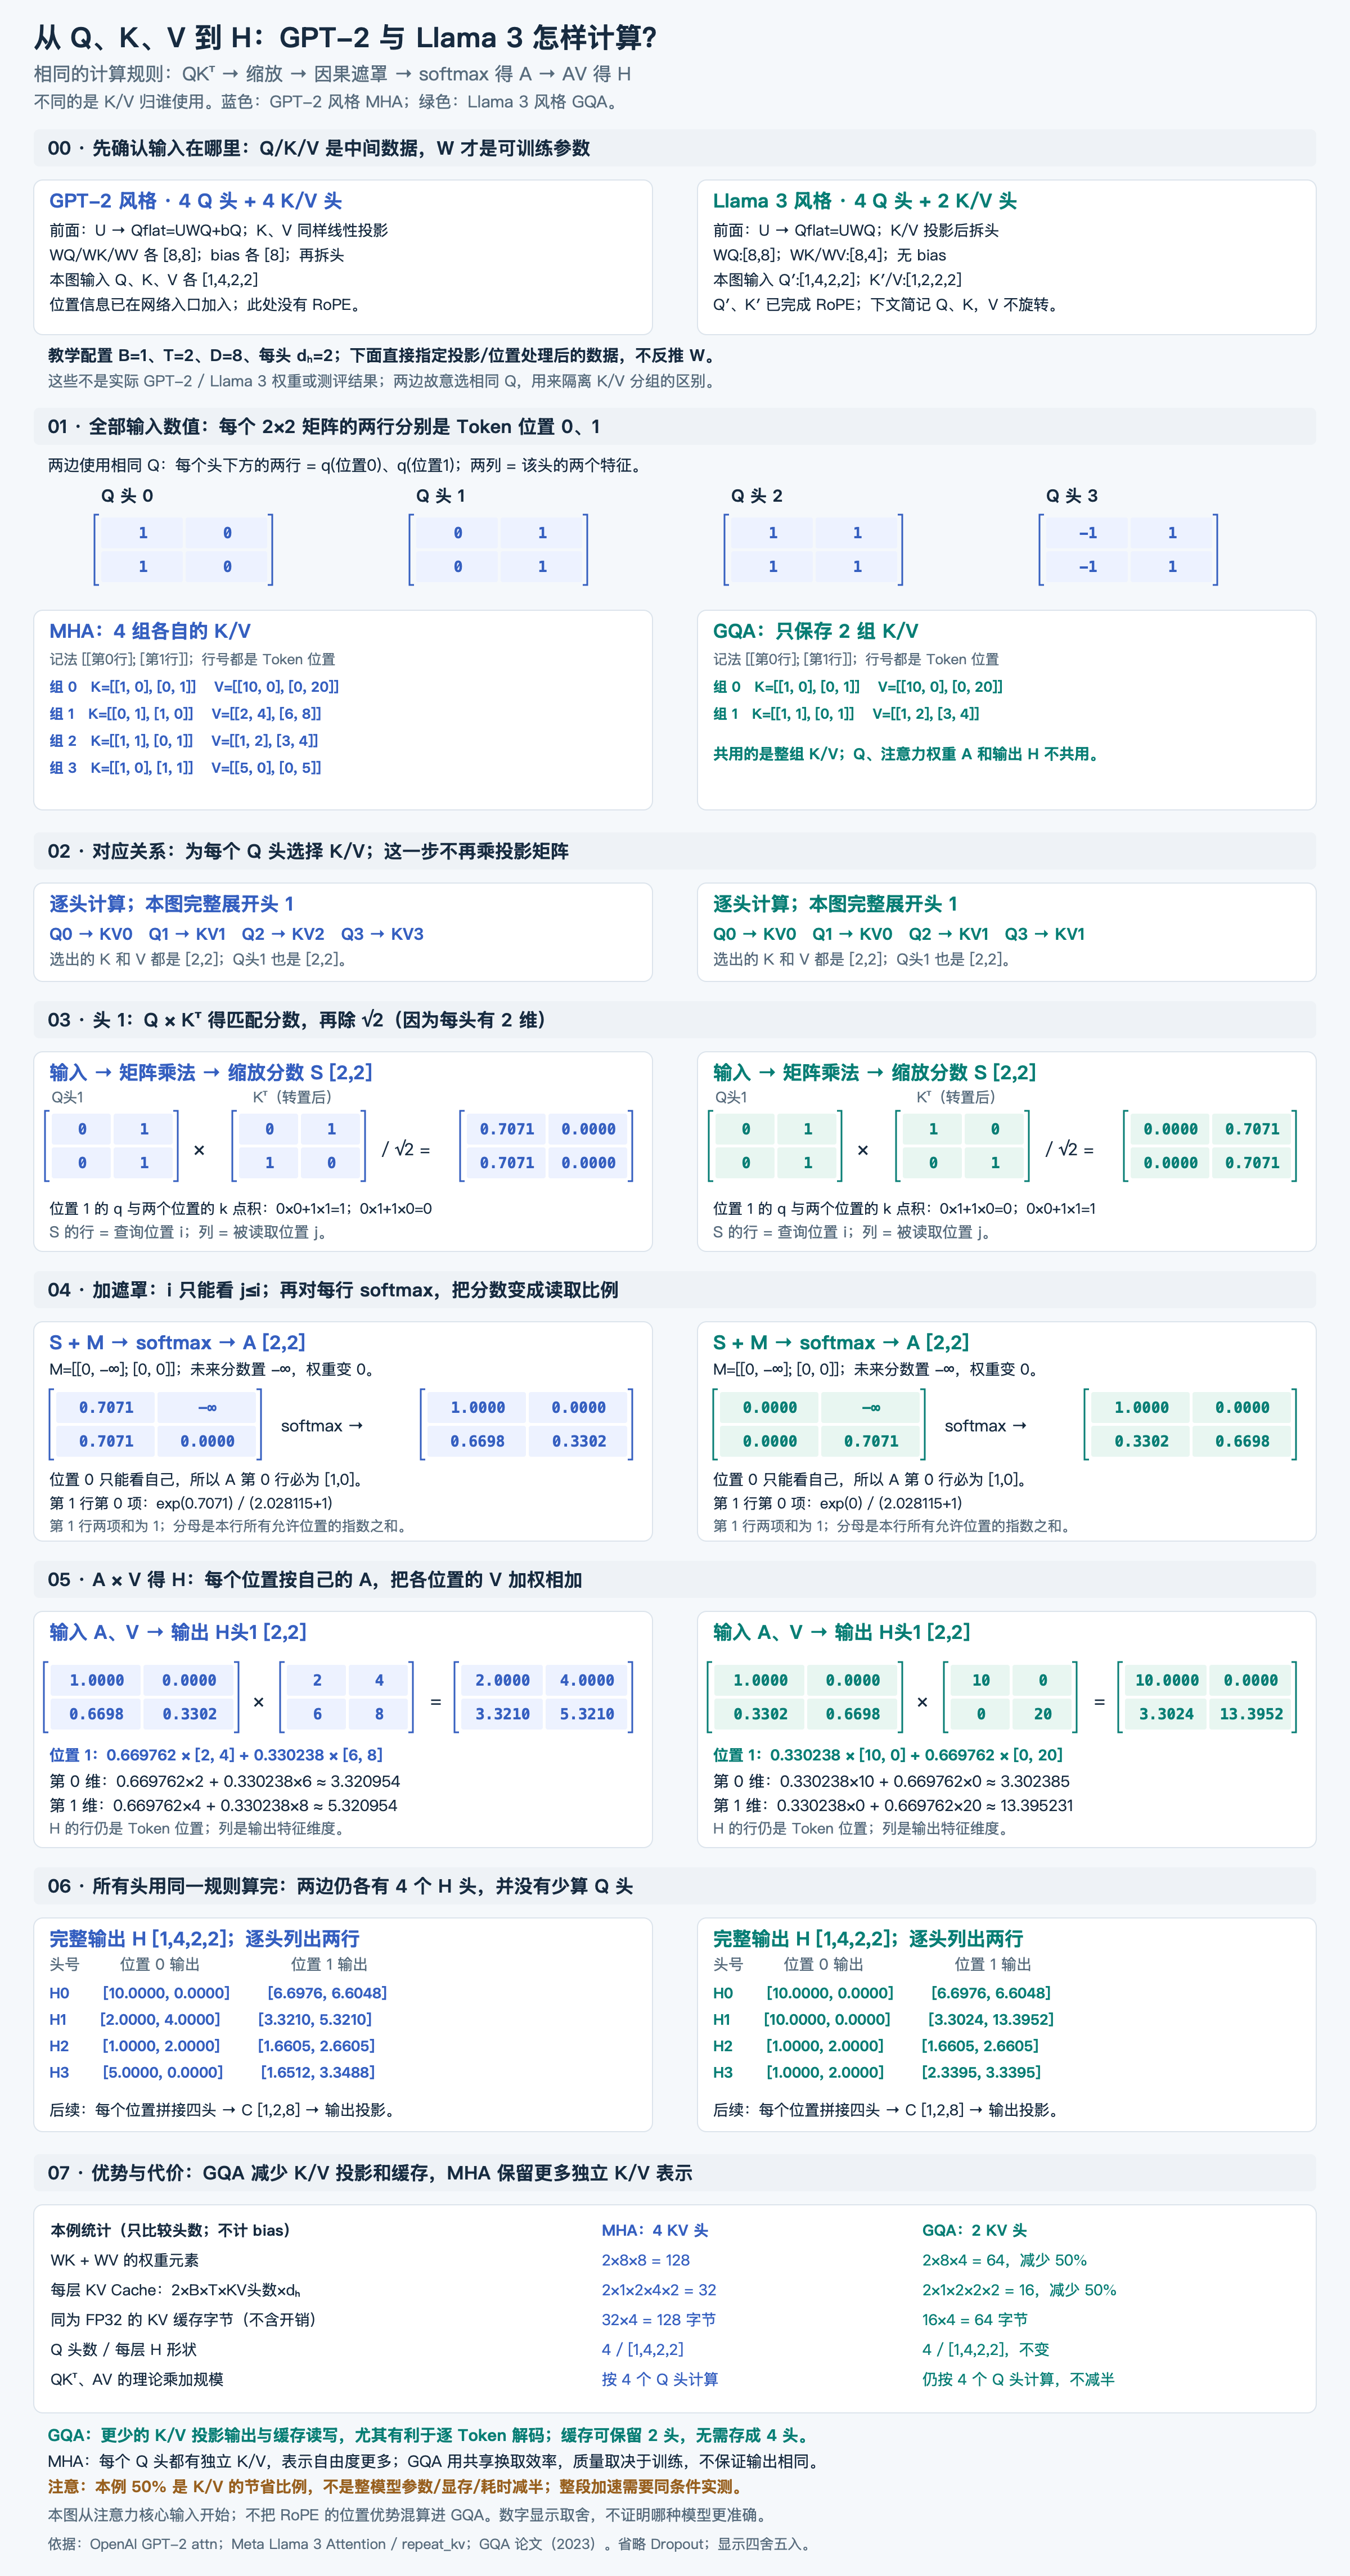 从 Q、K、V 到 H：GPT-2 与 Llama 3 怎样计算？
相同的计算规则：QKᵀ → 缩放 → 因果遮罩 → softmax 得 A → AV 得 H
不同的是 K/V 归谁使用。蓝色：GPT-2 风格 MHA；绿色：Llama 3 风格 GQA。
00 · 先确认输入在哪里：Q/K/V 是中间数据，W 才是可训练参数
GPT-2 风格 · 4 Q 头 + 4 K/V 头
前面：U → Qflat=UWQ+bQ；K、V 同样线性投影
WQ/WK/WV 各 [8,8]；bias 各 [8]；再拆头
本图输入 Q、K、V 各 [1,4,2,2]
位置信息已在网络入口加入；此处没有 RoPE。
Llama 3 风格 · 4 Q 头 + 2 K/V 头
前面：U → Qflat=UWQ；K/V 投影后拆头
WQ:[8,8]；WK/WV:[8,4]；无 bias
本图输入 Q′:[1,4,2,2]；K′/V:[1,2,2,2]
Q′、K′ 已完成 RoPE；下文简记 Q、K，V 不旋转。
教学配置 B=1、T=2、D=8、每头 dₕ=2；下面直接指定投影/位置处理后的数据，不反推 W。
这些不是实际 GPT-2 / Llama 3 权重或测评结果；两边故意选相同 Q，用来隔离 K/V 分组的区别。
01 · 全部输入数值：每个 2×2 矩阵的两行分别是 Token 位置 0、1
两边使用相同 Q：每个头下方的两行 = q(位置0)、q(位置1)；两列 = 该头的两个特征。
Q 头 0 Q 头 1 Q 头 2 Q 头 3
1 0 0 1 1 1 −1 1
1 0 0 1 1 1 −1 1
MHA：4 组各自的 K/V
记法 [[第0行]; [第1行]]；行号都是 Token 位置
组 0 K=[[1, 0], [0, 1]] V=[[10, 0], [0, 20]]
组 1 K=[[0, 1], [1, 0]] V=[[2, 4], [6, 8]]
组 2 K=[[1, 1], [0, 1]] V=[[1, 2], [3, 4]]
组 3 K=[[1, 0], [1, 1]] V=[[5, 0], [0, 5]]
GQA：只保存 2 组 K/V
记法 [[第0行]; [第1行]]；行号都是 Token 位置
组 0 K=[[1, 0], [0, 1]] V=[[10, 0], [0, 20]]
组 1 K=[[1, 1], [0, 1]] V=[[1, 2], [3, 4]]
共用的是整组 K/V；Q、注意力权重 A 和输出 H 不共用。
02 · 对应关系：为每个 Q 头选择 K/V；这一步不再乘投影矩阵
逐头计算；本图完整展开头 1
Q0 → KV0 Q1 → KV1 Q2 → KV2 Q3 → KV3
选出的 K 和 V 都是 [2,2]；Q头1 也是 [2,2]。
逐头计算；本图完整展开头 1
Q0 → KV0 Q1 → KV0 Q2 → KV1 Q3 → KV1
选出的 K 和 V 都是 [2,2]；Q头1 也是 [2,2]。
03 · 头 1：Q × Kᵀ 得匹配分数，再除 √2（因为每头有 2 维）
输入 → 矩阵乘法 → 缩放分数 S [2,2]
Q头1 Kᵀ（转置后）
0 1 0 1 0.7071 0.0000
× / √2 =
0 1 1 0 0.7071 0.0000
位置 1 的 q 与两个位置的 k 点积：0×0+1×1=1；0×1+1×0=0
S 的行 = 查询位置 i；列 = 被读取位置 j。
输入 → 矩阵乘法 → 缩放分数 S [2,2]
Q头1 Kᵀ（转置后）
0 1 1 0 0.0000 0.7071
× / √2 =
0 1 0 1 0.0000 0.7071
位置 1 的 q 与两个位置的 k 点积：0×1+1×0=0；0×0+1×1=1
S 的行 = 查询位置 i；列 = 被读取位置 j。
04 · 加遮罩：i 只能看 j≤i；再对每行 softmax，把分数变成读取比例
S + M → softmax → A [2,2]
M=[[0, −∞]; [0, 0]]；未来分数置 −∞，权重变 0。
0.7071 −∞ 1.0000 0.0000
softmax →
0.7071 0.0000 0.6698 0.3302
位置 0 只能看自己，所以 A 第 0 行必为 [1,0]。
第 1 行第 0 项：exp(0.7071) / (2.028115+1)
第 1 行两项和为 1；分母是本行所有允许位置的指数之和。
S + M → softmax → A [2,2]
M=[[0, −∞]; [0, 0]]；未来分数置 −∞，权重变 0。
0.0000 −∞ 1.0000 0.0000
softmax →
0.0000 0.7071 0.3302 0.6698
位置 0 只能看自己，所以 A 第 0 行必为 [1,0]。
第 1 行第 0 项：exp(0) / (2.028115+1)
第 1 行两项和为 1；分母是本行所有允许位置的指数之和。
05 · A × V 得 H：每个位置按自己的 A，把各位置的 V 加权相加
输入 A、V → 输出 H头1 [2,2]
1.0000 0.0000 2 4 2.0000 4.0000
× =
0.6698 0.3302 6 8 3.3210 5.3210
位置 1：0.669762 × [2, 4] + 0.330238 × [6, 8]
第 0 维：0.669762×2 + 0.330238×6 ≈ 3.320954
第 1 维：0.669762×4 + 0.330238×8 ≈ 5.320954
H 的行仍是 Token 位置；列是输出特征维度。
输入 A、V → 输出 H头1 [2,2]
1.0000 0.0000 10 0 10.0000 0.0000
× =
0.3302 0.6698 0 20 3.3024 13.3952
位置 1：0.330238 × [10, 0] + 0.669762 × [0, 20]
第 0 维：0.330238×10 + 0.669762×0 ≈ 3.302385
第 1 维：0.330238×0 + 0.669762×20 ≈ 13.395231
H 的行仍是 Token 位置；列是输出特征维度。
06 · 所有头用同一规则算完：两边仍各有 4 个 H 头，并没有少算 Q 头
完整输出 H [1,4,2,2]；逐头列出两行
头号 位置 0 输出 位置 1 输出
H0 [10.0000, 0.0000] [6.6976, 6.6048]
H1 [2.0000, 4.0000] [3.3210, 5.3210]
H2 [1.0000, 2.0000] [1.6605, 2.6605]
H3 [5.0000, 0.0000] [1.6512, 3.3488]
后续：每个位置拼接四头 → C [1,2,8] → 输出投影。
完整输出 H [1,4,2,2]；逐头列出两行
头号 位置 0 输出 位置 1 输出
H0 [10.0000, 0.0000] [6.6976, 6.6048]
H1 [10.0000, 0.0000] [3.3024, 13.3952]
H2 [1.0000, 2.0000] [1.6605, 2.6605]
H3 [1.0000, 2.0000] [2.3395, 3.3395]
后续：每个位置拼接四头 → C [1,2,8] → 输出投影。
07 · 优势与代价：GQA 减少 K/V 投影和缓存，MHA 保留更多独立 K/V 表示
本例统计（只比较头数；不计 bias） MHA：4 KV 头 GQA：2 KV 头
WK + WV 的权重元素 2×8×8 = 128 2×8×4 = 64，减少 50%
每层 KV Cache：2×B×T×KV头数×dₕ 2×1×2×4×2 = 32 2×1×2×2×2 = 16，减少 50%
同为 FP32 的 KV 缓存字节（不含开销） 32×4 = 128 字节 16×4 = 64 字节
Q 头数 / 每层 H 形状 4 / [1,4,2,2] 4 / [1,4,2,2]，不变
QKᵀ、AV 的理论乘加规模 按 4 个 Q 头计算 仍按 4 个 Q 头计算，不减半
GQA：更少的 K/V 投影输出与缓存读写，尤其有利于逐 Token 解码；缓存可保留 2 头，无需存成 4 头。
MHA：每个 Q 头都有独立 K/V，表示自由度更多；GQA 用共享换取效率，质量取决于训练，不保证输出相同。
注意：本例 50% 是 K/V 的节省比例，不是整模型参数/显存/耗时减半；整段加速需要同条件实测。
本图从注意力核心输入开始；不把 RoPE 的位置优势混算进 GQA。数字显示取舍，不证明哪种模型更准确。
依据：OpenAI GPT-2 attn；Meta Llama 3 Attention / repeat_kv；GQA 论文（2023）。省略 Dropout；显示四舍五入。